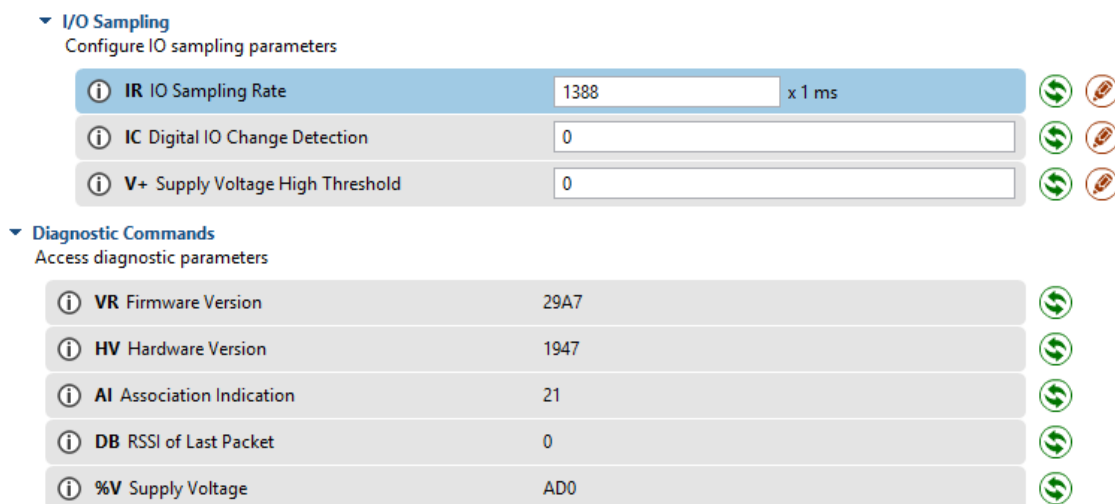 I/O Sampling
Configure IO sampling parameters
IR IO Sampling Rate 1388 x 1 ms
IC Digital IO Change Detection 0
V+ Supply Voltage High Threshold 0
Diagnostic Commands
Access diagnostic parameters
VR Firmware Version 29A7
HV Hardware Version 1947
AI Association Indication 21
DB RSSI of Last Packet 0
%V Supply Voltage AD0